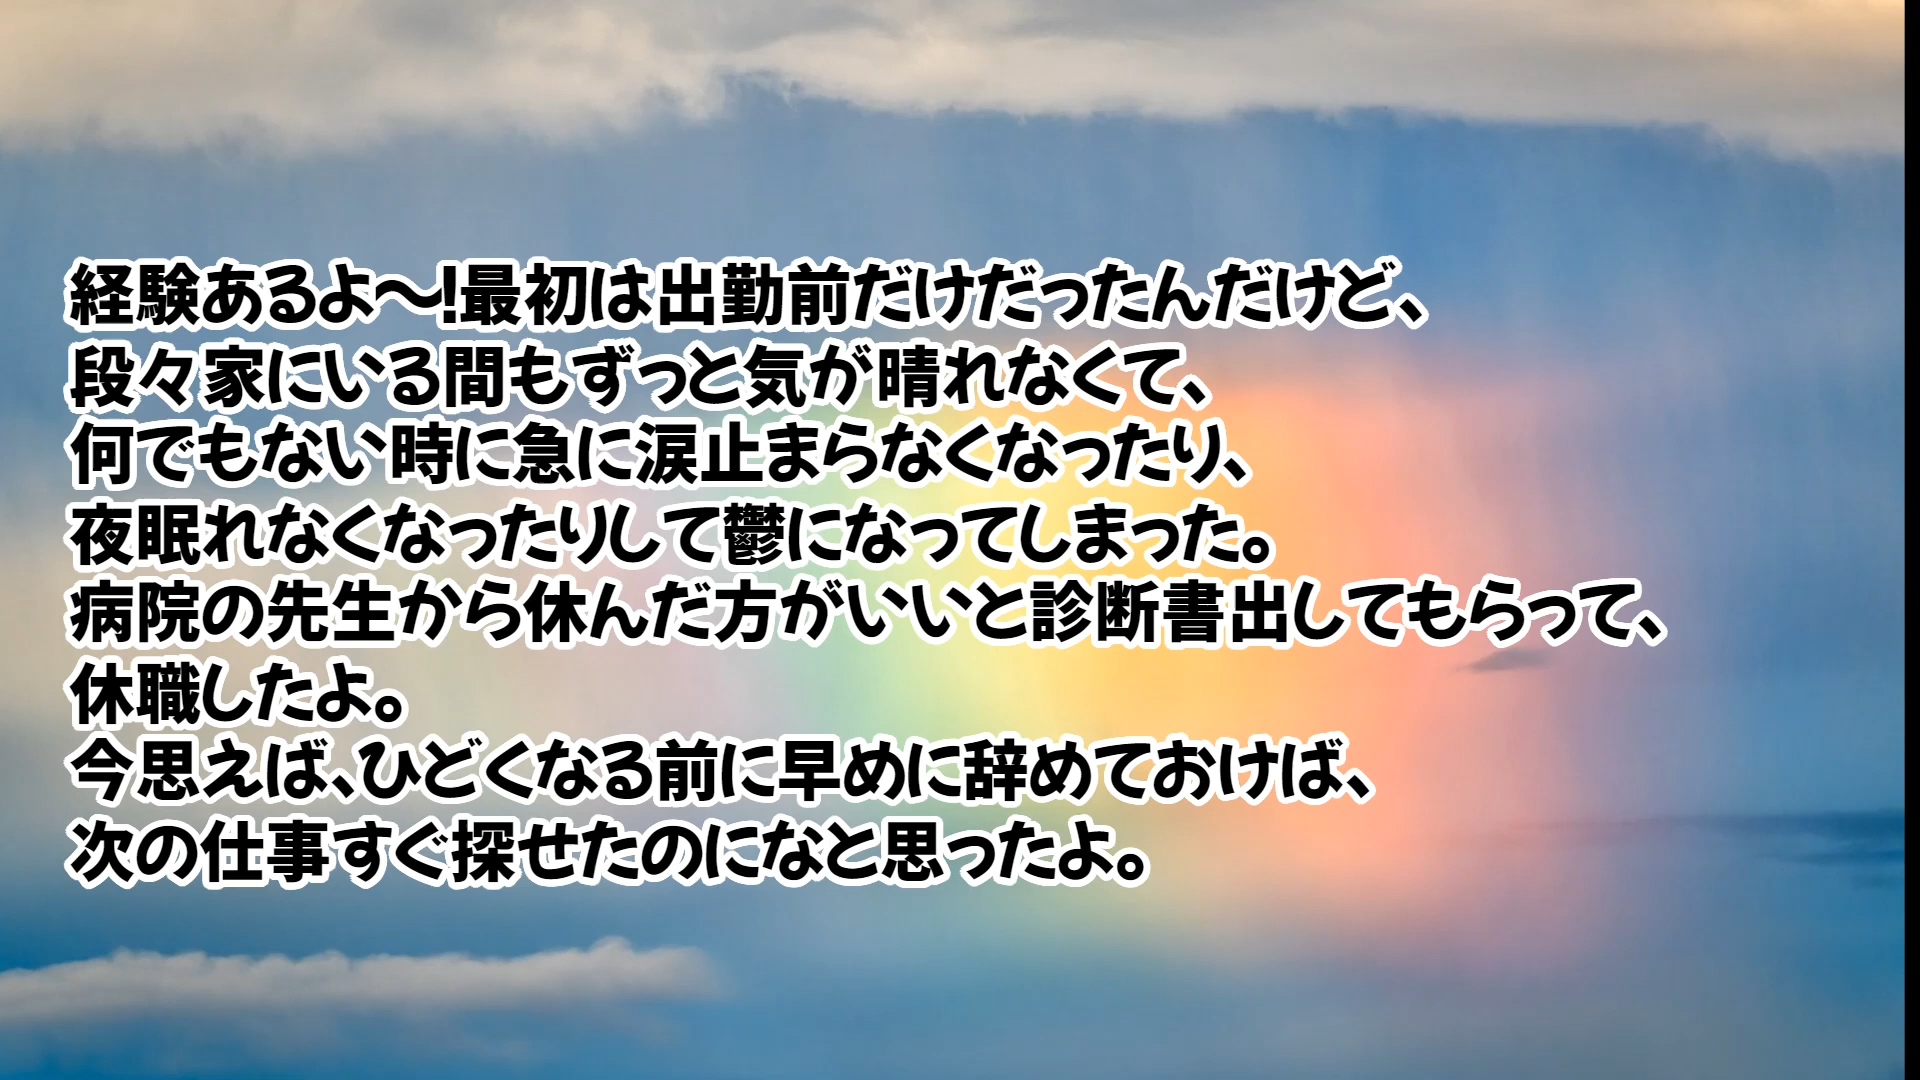 経験あるよ～!最初は出勤前だけだったんだけど、
段々家にいる間もずっと気が晴れなくて、
何でもない時に急に涙止まらなくなったり、
夜眠れなくなったりして鬱になってしまった。
病院の先生から休んだ方がいいと診断書出してもらって、
休職したよ。
今思えば、ひどくなる前に早めに辞めておけば、
次の仕事すぐ探せたのになと思ったよ。